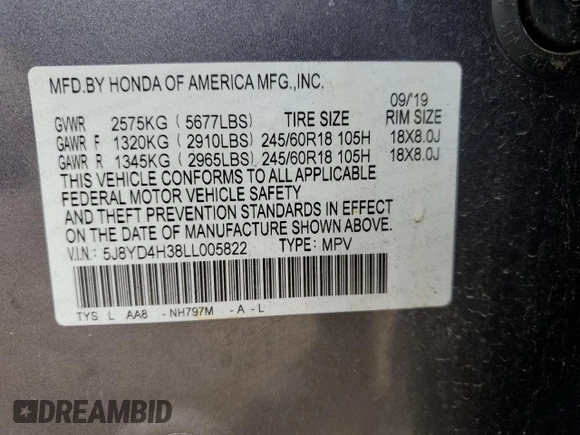 MFD.BY HONDA OF AMERICA MFG.,INC.
09/'19
GVWR 2575KG ( 5677LBS) TIRE SIZE RIM SIZE
GAWR F 1320KG ( 2910LBS) 245/60R18 105H 18X8.0J
GAWR R 1345KG ( 2965LBS) 245/60R18 105H 18X8.0J
THIS VEHICLE CONFORMS TO ALL APPLICABLE
FEDERAL MOTOR VEHICLE SAFETY
AND THEFT PREVENTION STANDARDS IN EFFECT
ON THE DATE OF MANUFACTURE SHOWN ABOVE.
V.I.N.: 5J8YD4H38LL005822 TYPE: MPV
TYS L AA8 - NH797M - A - L
DREAMBID